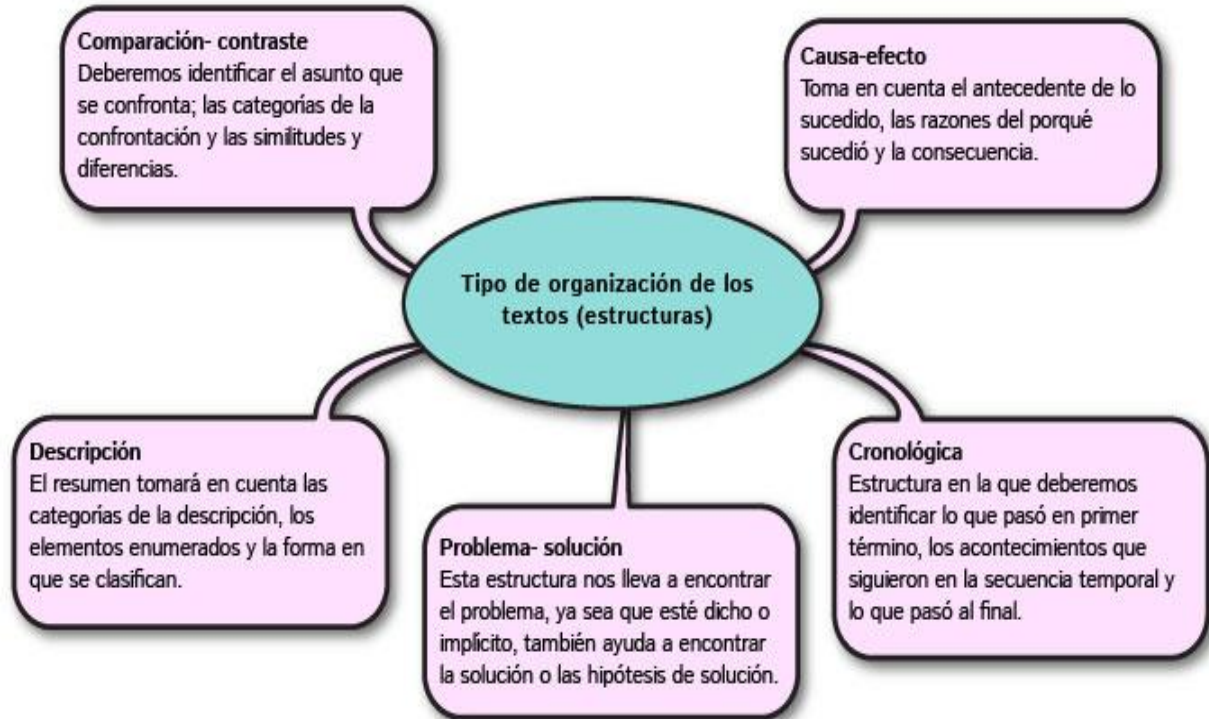 Comparación- contraste
Deberemos identificar el asunto que
se confronta; las categorías de la
confrontación y las similitudes y
diferencias.
Causa-efecto
Toma en cuenta el antecedente de lo
sucedido, las razones del porqué
sucedió y la consecuencia.
Tipo de organización de los
textos (estructuras)
Descripción
El resumen tomará en cuenta las
categorías de la descripción, los
elementos enumerados y la forma en
que se clasifican.
Problema- solución
Esta estructura nos lleva a encontrar
el problema, ya sea que esté dicho o
implícito, también ayuda a encontrar
la solución o las hipótesis de solución.
Cronológica
Estructura en la que deberemos
identificar lo que pasó en primer
término, los acontecimientos que
siguieron en la secuencia temporal y
lo que pasó al final.